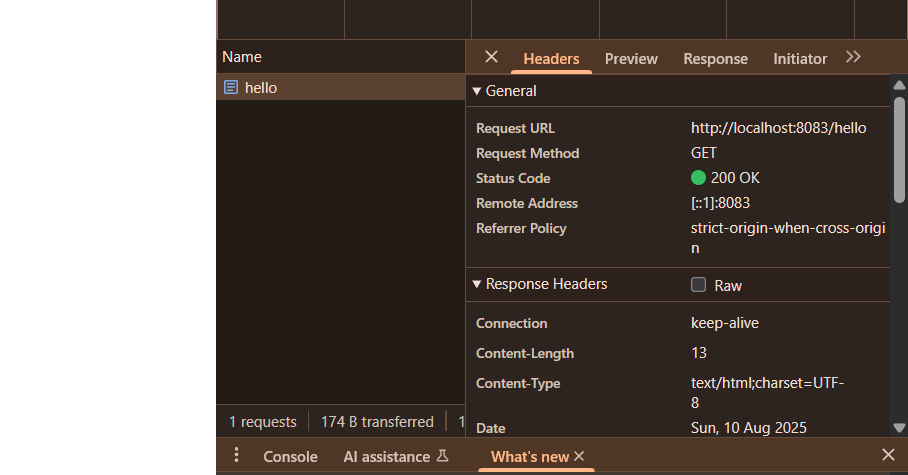 Name
hello
1 requests 174 B transferred 1
Headers Preview Response Initiator
General
Request URL http://localhost:8083/hello
Request Method GET
Status Code 200 OK
Remote Address [::1]:8083
Referrer Policy strict-origin-when-cross-origi
n
Response Headers Raw
Connection keep-alive
Content-Length 13
Content-Type text/html;charset=UTF-
8
Date Sun, 10 Aug 2025
Console AI assistance What's new